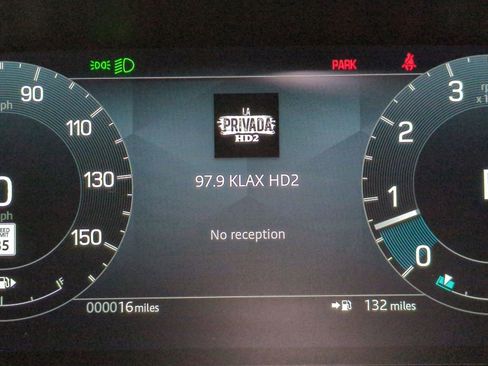 PARK
90
110
130
150
mph
F
LA
PRIVADA
HD2
97.9 KLAX HD2
No reception
3
2
1
0
000016 miles
132 miles